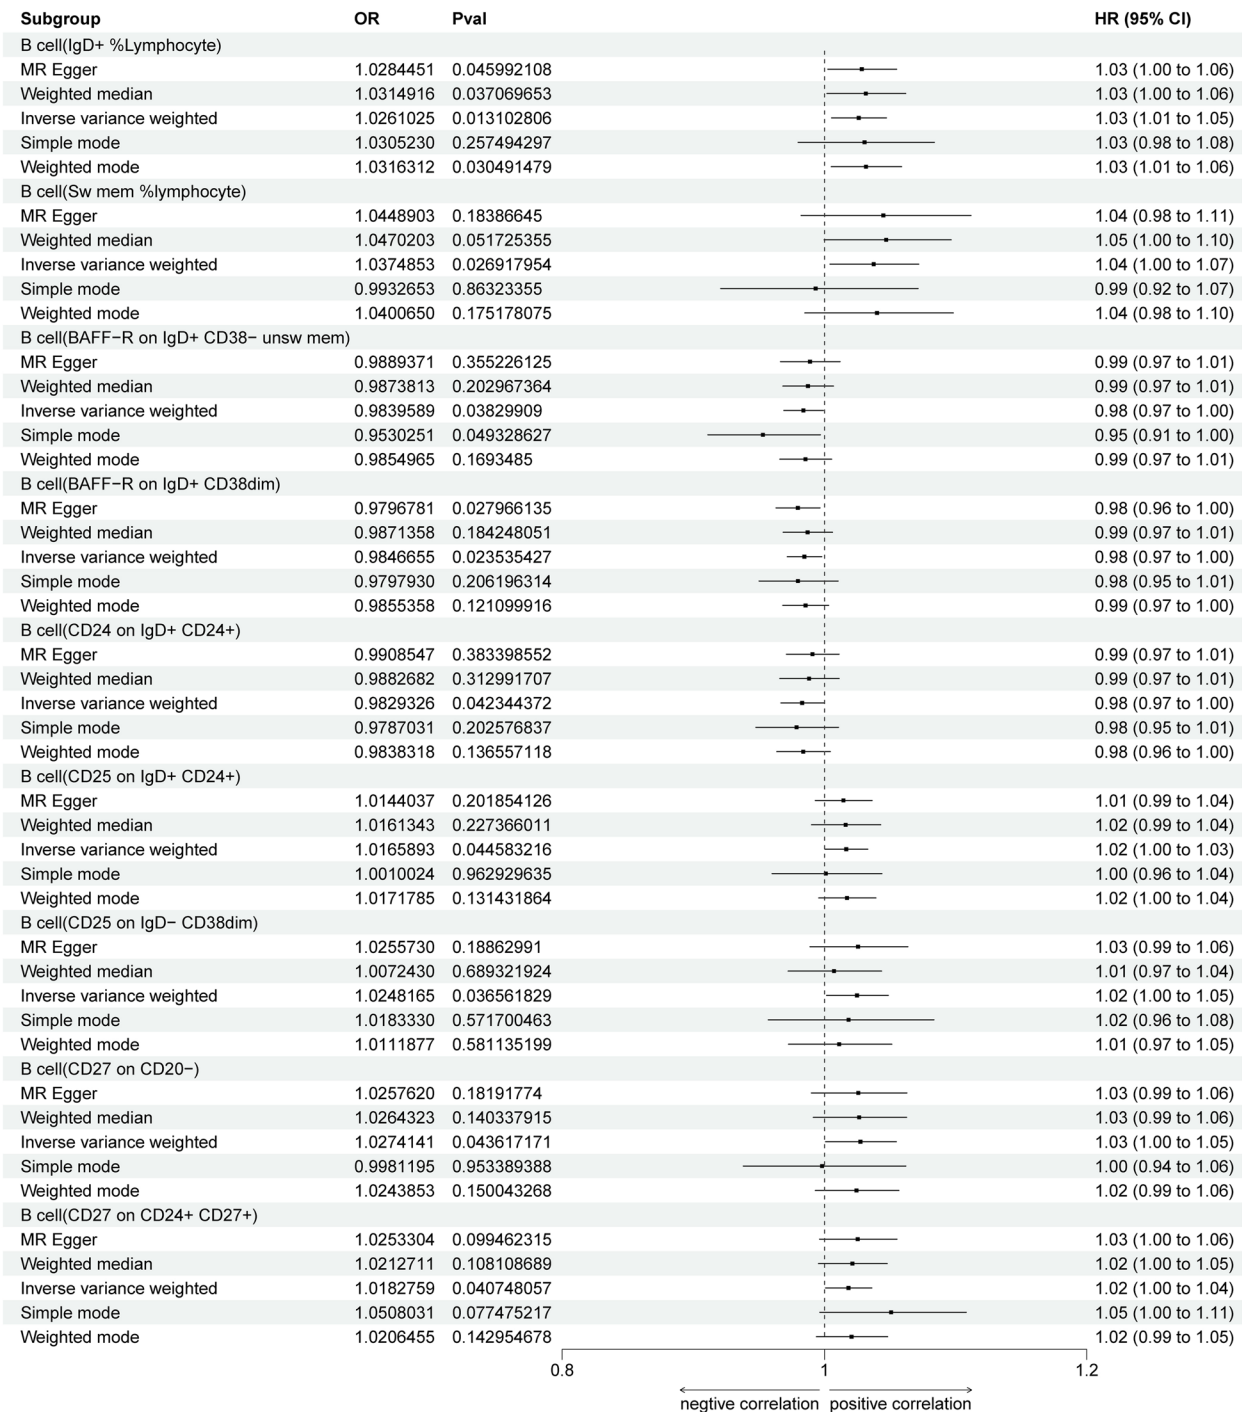 Subgroup OR Pval HR (95% CI)
B cell(IgD+ %Lymphocyte)
MR Egger 1.0284451 0.045992108 1.03 (1.00 to 1.06)
Weighted median 1.0314916 0.037069653 1.03 (1.00 to 1.06)
Inverse variance weighted 1.0261025 0.013102806 1.03 (1.01 to 1.05)
Simple mode 1.0305230 0.257494297 1.03 (0.98 to 1.08)
Weighted mode 1.0316312 0.030491479 1.03 (1.01 to 1.06)
B cell(Sw mem %lymphocyte)
MR Egger 1.0448903 0.18386645 1.04 (0.98 to 1.11)
Weighted median 1.0470203 0.051725355 1.05 (1.00 to 1.10)
Inverse variance weighted 1.0374853 0.026917954 1.04 (1.00 to 1.07)
Simple mode 0.9932653 0.86323355 0.99 (0.92 to 1.07)
Weighted mode 1.0400650 0.175178075 1.04 (0.98 to 1.10)
B cell(BAFF−R on IgD+ CD38− unsw mem)
MR Egger 0.9889371 0.355226125 0.99 (0.97 to 1.01)
Weighted median 0.9873813 0.202967364 0.99 (0.97 to 1.01)
Inverse variance weighted 0.9839589 0.03829909 0.98 (0.97 to 1.00)
Simple mode 0.9530251 0.049328627 0.95 (0.91 to 1.00)
Weighted mode 0.9854965 0.1693485 0.99 (0.97 to 1.01)
B cell(BAFF−R on IgD+ CD38dim)
MR Egger 0.9796781 0.027966135 0.98 (0.96 to 1.00)
Weighted median 0.9871358 0.184248051 0.99 (0.97 to 1.01)
Inverse variance weighted 0.9846655 0.023535427 0.98 (0.97 to 1.00)
Simple mode 0.9797930 0.206196314 0.98 (0.95 to 1.01)
Weighted mode 0.9855358 0.121099916 0.99 (0.97 to 1.00)
B cell(CD24 on IgD+ CD24+)
MR Egger 0.9908547 0.383398552 0.99 (0.97 to 1.01)
Weighted median 0.9882682 0.312991707 0.99 (0.97 to 1.01)
Inverse variance weighted 0.9829326 0.042344372 0.98 (0.97 to 1.00)
Simple mode 0.9787031 0.202576837 0.98 (0.95 to 1.01)
Weighted mode 0.9838318 0.136557118 0.98 (0.96 to 1.00)
B cell(CD25 on IgD+ CD24+)
MR Egger 1.0144037 0.201854126 1.01 (0.99 to 1.04)
Weighted median 1.0161343 0.227366011 1.02 (0.99 to 1.04)
Inverse variance weighted 1.0165893 0.044583216 1.02 (1.00 to 1.03)
Simple mode 1.0010024 0.962929635 1.00 (0.96 to 1.04)
Weighted mode 1.0171785 0.131431864 1.02 (1.00 to 1.04)
B cell(CD25 on IgD− CD38dim)
MR Egger 1.0255730 0.18862991 1.03 (0.99 to 1.06)
Weighted median 1.0072430 0.689321924 1.01 (0.97 to 1.04)
Inverse variance weighted 1.0248165 0.036561829 1.02 (1.00 to 1.05)
Simple mode 1.0183330 0.571700463 1.02 (0.96 to 1.08)
Weighted mode 1.0111877 0.581135199 1.01 (0.97 to 1.05)
B cell(CD27 on CD20−)
MR Egger 1.0257620 0.18191774 1.03 (0.99 to 1.06)
Weighted median 1.0264323 0.140337915 1.03 (0.99 to 1.06)
Inverse variance weighted 1.0274141 0.043617171 1.03 (1.00 to 1.05)
Simple mode 0.9981195 0.953389388 1.00 (0.94 to 1.06)
Weighted mode 1.0243853 0.150043268 1.02 (0.99 to 1.06)
B cell(CD27 on CD24+ CD27+)
MR Egger 1.0253304 0.099462315 1.03 (1.00 to 1.06)
Weighted median 1.0212711 0.108108689 1.02 (1.00 to 1.05)
Inverse variance weighted 1.0182759 0.040748057 1.02 (1.00 to 1.04)
Simple mode 1.0508031 0.077475217 1.05 (1.00 to 1.11)
Weighted mode 1.0206455 0.142954678 1.02 (0.99 to 1.05)
0.8 1 1.2
negtive correlation positive correlation